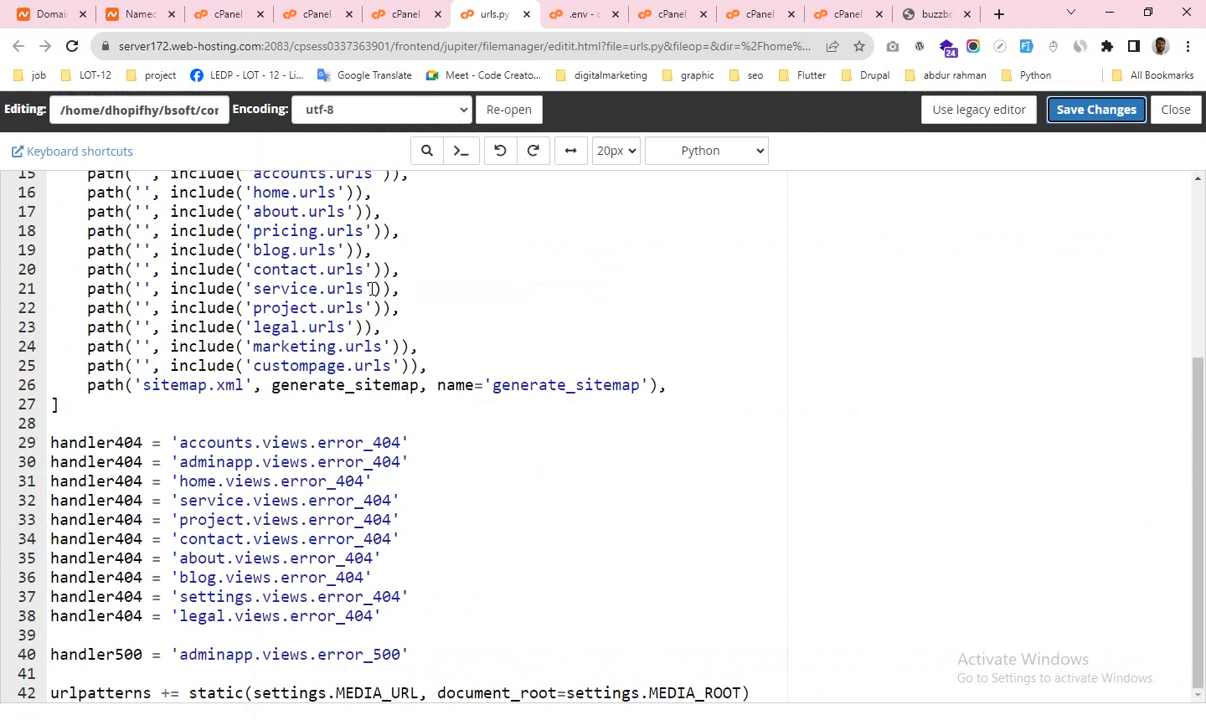 Domai
Namec
cPanel
cPanel
cPanel
urls.py
.env - c
cPanel
cPanel
cPanel
buzzbo
server172.web-hosting.com:2083/cpsess0337363901/frontend/jupiter/filemanager/editit.html?file=urls.py&fileop=&dir=%2Fhome%...
24
job
LOT-12
project
LEDP - LOT - 12 - Li...
Google Translate
Meet - Code Creato...
digitalmarketing
graphic
seo
Flutter
Drupal
abdur rahman
Python
All Bookmarks
Editing: /home/dhopifhy/bsoft/cor Encoding: utf-8 Re-open Use legacy editor Save Changes Close
Keyboard shortcuts 20px Python
15 path('', include('accounts.urls')),
16 path('', include('home.urls')),
17 path('', include('about.urls')),
18 path('', include('pricing.urls')),
19 path('', include('blog.urls')),
20 path('', include('contact.urls')),
21 path('', include('service.urls')),
22 path('', include('project.urls')),
23 path('', include('legal.urls')),
24 path('', include('marketing.urls')),
25 path('', include('custompage.urls')),
26 path('sitemap.xml', generate_sitemap, name='generate_sitemap'),
27 ]
28
29 handler404 = 'accounts.views.error_404'
30 handler404 = 'adminapp.views.error_404'
31 handler404 = 'home.views.error_404'
32 handler404 = 'service.views.error_404'
33 handler404 = 'project.views.error_404'
34 handler404 = 'contact.views.error_404'
35 handler404 = 'about.views.error_404'
36 handler404 = 'blog.views.error_404'
37 handler404 = 'settings.views.error_404'
38 handler404 = 'legal.views.error_404'
39
40 handler500 = 'adminapp.views.error_500'
41
42 urlpatterns += static(settings.MEDIA_URL, document_root=settings.MEDIA_ROOT)
Activate Windows
Go to Settings to activate Windows.